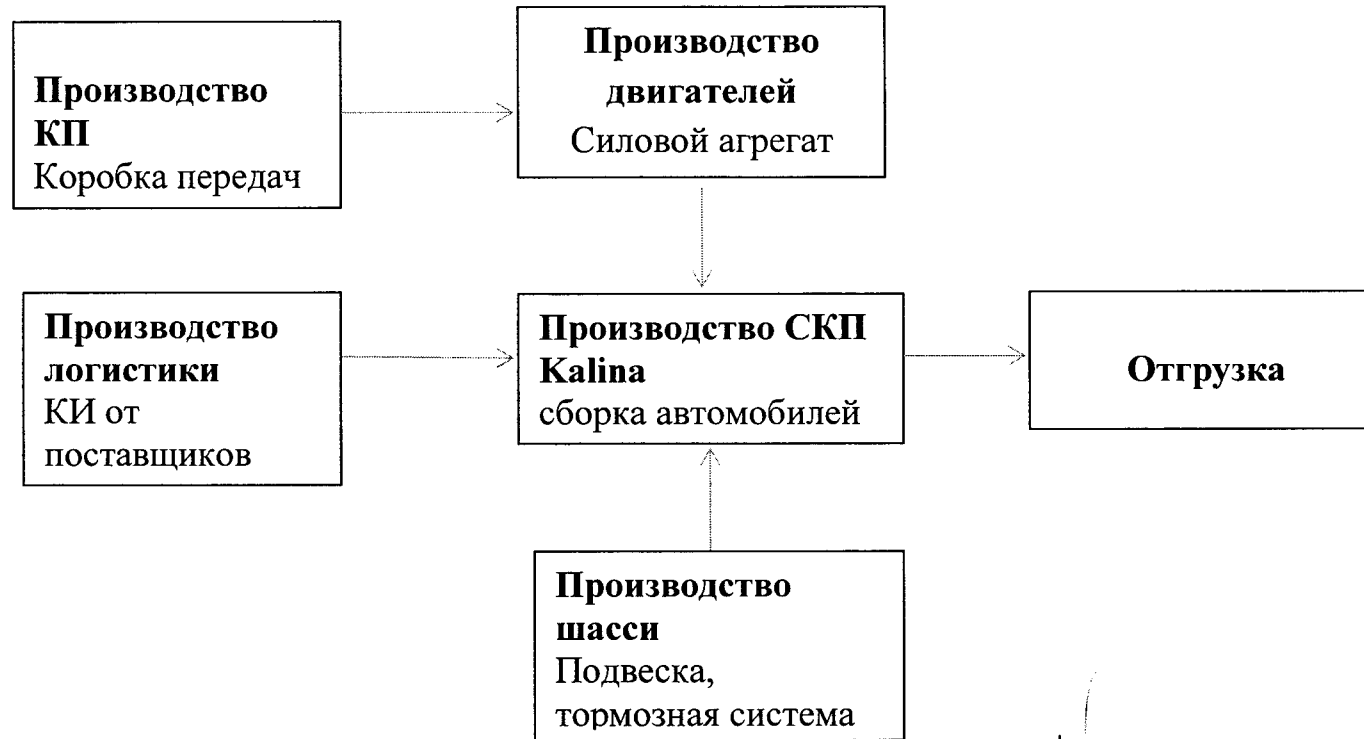 Производство
КП
Коробка передач
Производство
двигателей
Силовой агрегат
Производство
логистики
КИ от
поставщиков
Производство СКП
Kalina
сборка автомобилей
Отгрузка
Производство
шасси
Подвеска,
тормозная система